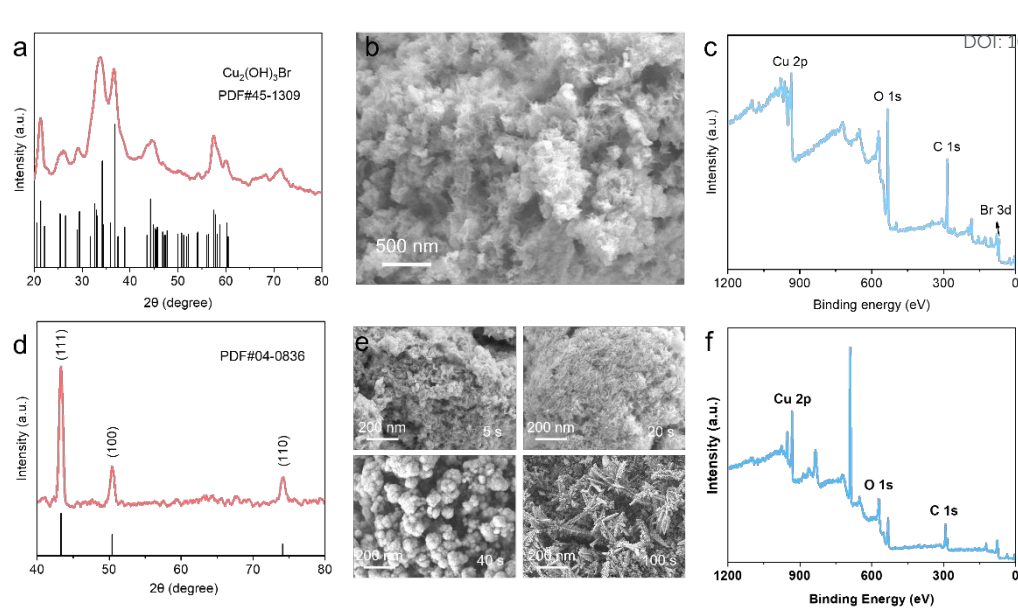 DOI: 1
a
Cu₂(OH)₃Br
PDF#45-1309
Intensity (a.u.)
20 30 40 50 60 70 80
2θ (degree)
b
500 nm
c
Cu 2p
O 1s
C 1s
Br 3d
Intensity (a.u.)
1200 900 600 300 0
Binding energy (eV)
d
(111)
(100)
(110)
PDF#04-0836
Intensity (a.u.)
40 50 60 70 80
2θ (degree)
e
200 nm 5 s
200 nm 20 s
200 nm 40 s
200 nm 100 s
f
Cu 2p
O 1s
C 1s
Intensity (a.u.)
1200 900 600 300 0
Binding Energy (eV)